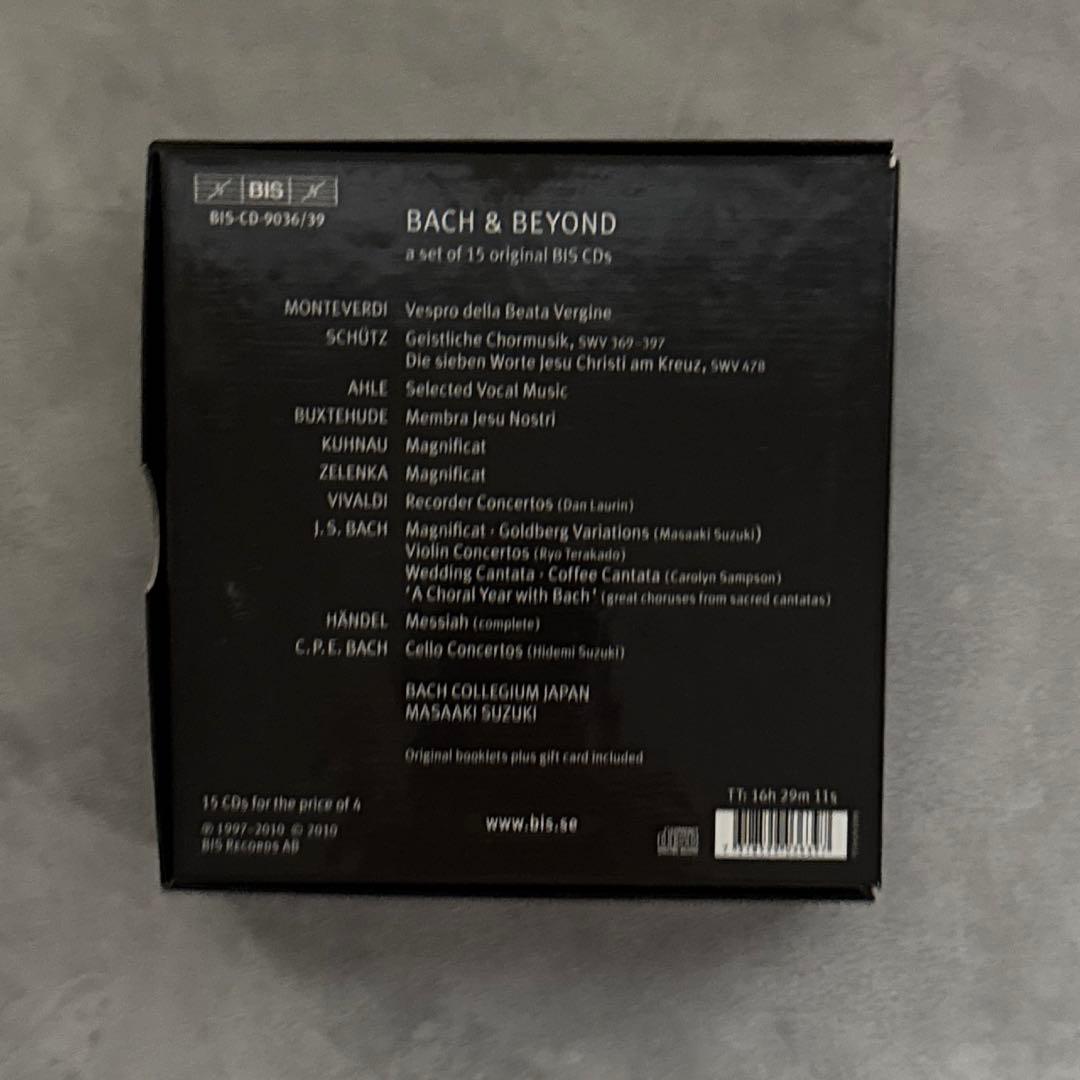 BIS
BIS-CD-9036/39
BACH & BEYOND
a set of 15 original BIS CDs
MONTEVERDI Vespro della Beata Vergine
SCHÜTZ Geistliche Chormusik, SWV 369–397
Die sieben Worte Jesu Christi am Kreuz, SWV 478
AHLE Selected Vocal Music
BUXTEHUDE Membra Jesu Nostri
KUHNAU Magnificat
ZELENKA Magnificat
VIVALDI Recorder Concertos (Dan Laurin)
J.S. BACH Magnificat · Goldberg Variations (Masaaki Suzuki)
Violin Concertos (Ryo Terakado)
Wedding Cantata · Coffee Cantata (Carolyn Sampson)
'A Choral Year with Bach' (great choruses from sacred cantatas)
HÄNDEL Messiah (complete)
C.P.E. BACH Cello Concertos (Hidemi Suzuki)
BACH COLLEGIUM JAPAN
MASAAKI SUZUKI
Original booklets plus gift card included
15 CDs for the price of 4
℗ 1997–2010 © 2010
BIS RECORDS AB
www.bis.se
TT: 16h 29m 11s